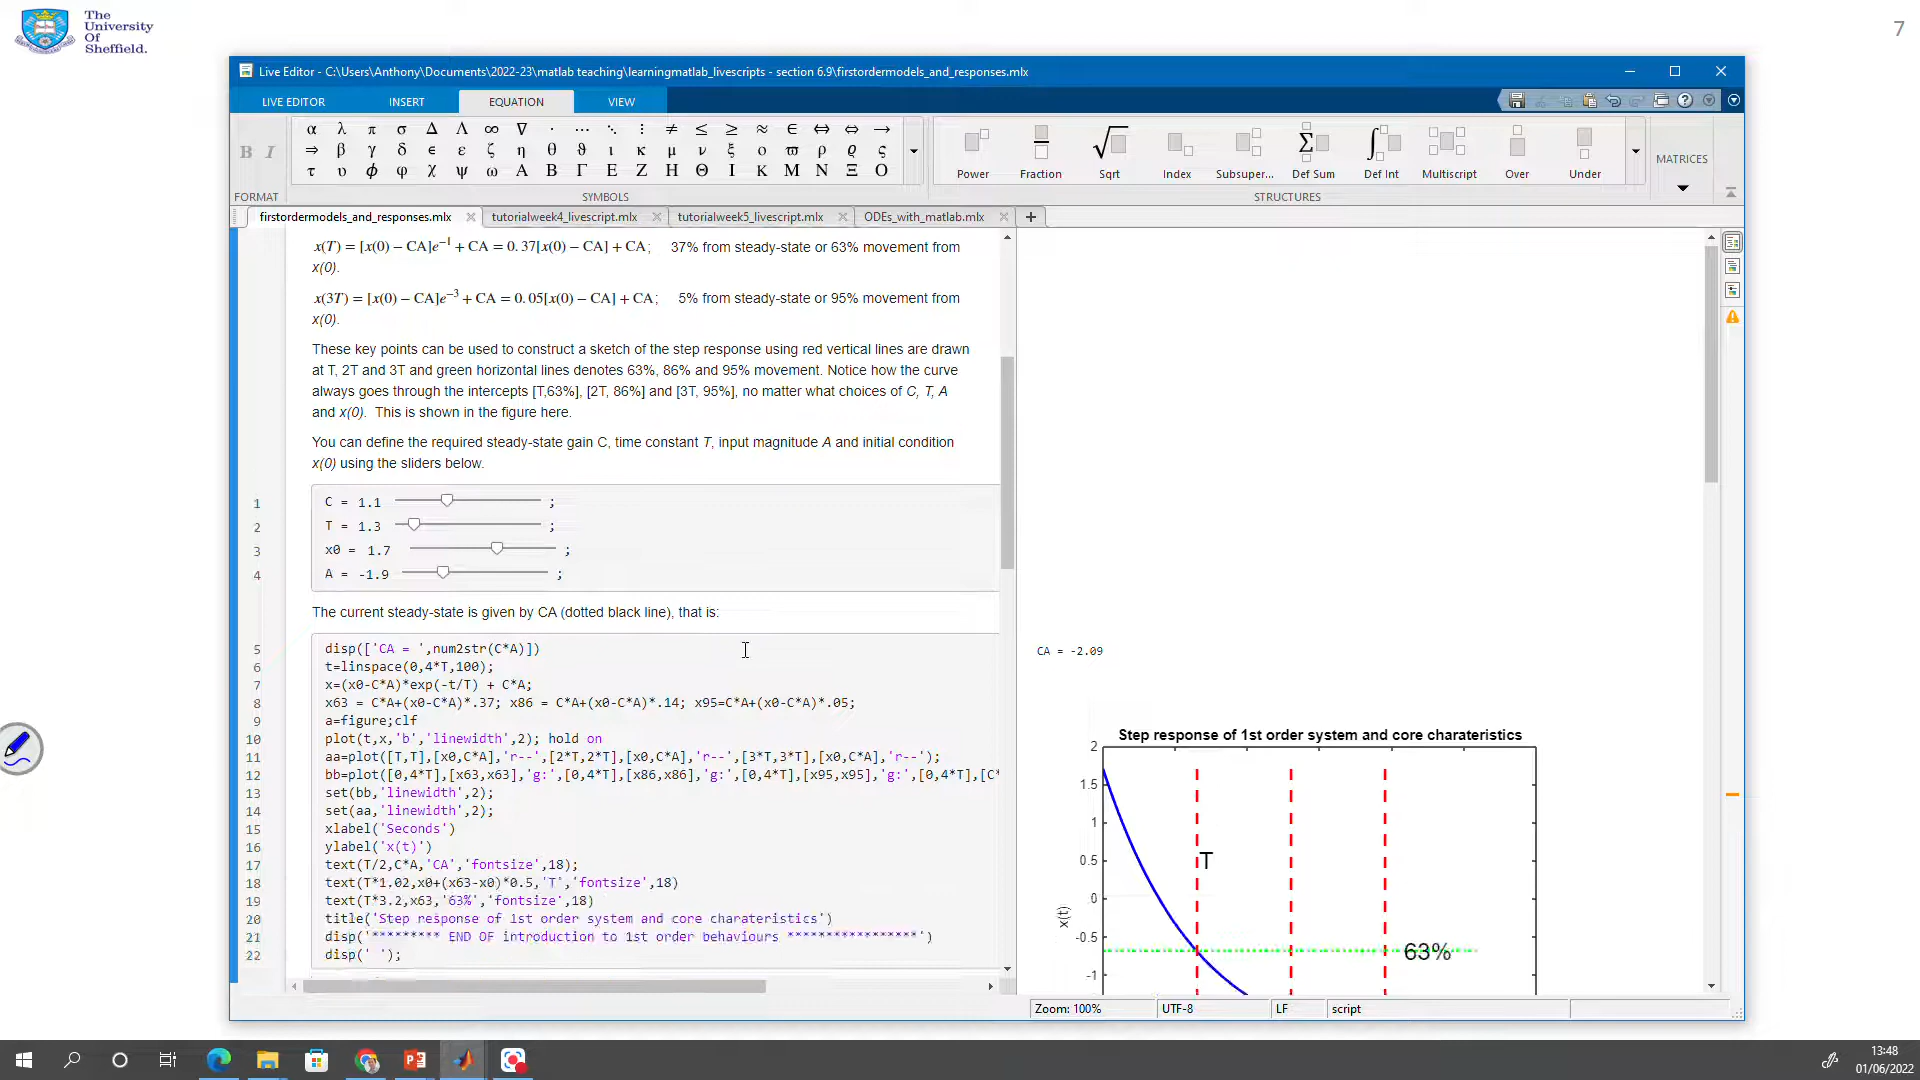 The
University
Of
Sheffield.
7
Live Editor - C:\Users\Anthony\Documents\2022-23\matlab teaching\learningmatlab_livescripts - section 6.9\firstordermodels_and_responses.mlx
LIVE EDITOR INSERT EQUATION VIEW
α λ π σ Δ Λ ∞ ∇ · ⋯ ⋱ ⋮ ≠ ≤ ≥ ≈ ∈ ⇔ ⇔ →
B I ⇒ β γ δ ϵ ε ζ η θ ϑ ι κ μ ν ξ ο ϖ ρ ϱ ς
τ υ ϕ φ χ ψ ω Α Β Γ Ε Ζ Η Θ Ι Κ Μ Ν Ξ Ο
Power Fraction Sqrt Index Subsuper... Def Sum Def Int Multiscript Over Under
MATRICES
FORMAT SYMBOLS STRUCTURES
firstordermodels_and_responses.mlx tutorialweek4_livescript.mlx tutorialweek5_livescript.mlx ODEs_with_matlab.mlx
x(T) = [x(0) − CA]e⁻¹ + CA = 0.37[x(0) − CA] + CA; 37% from steady-state or 63% movement from
x(0).
x(3T) = [x(0) − CA]e⁻³ + CA = 0.05[x(0) − CA] + CA; 5% from steady-state or 95% movement from
x(0).
These key points can be used to construct a sketch of the step response using red vertical lines are drawn
at T, 2T and 3T and green horizontal lines denotes 63%, 86% and 95% movement. Notice how the curve
always goes through the intercepts [T,63%], [2T, 86%] and [3T, 95%], no matter what choices of C, T, A
and x(0). This is shown in the figure here.
You can define the required steady-state gain C, time constant T, input magnitude A and initial condition
x(0) using the sliders below.
1 C = 1.1 ;
2 T = 1.3 ;
3 x0 = 1.7 ;
4 A = -1.9 ;
The current steady-state is given by CA (dotted black line), that is:
5 disp(['CA = ',num2str(C*A)])
6 t=linspace(0,4*T,100);
7 x=(x0-C*A)*exp(-t/T) + C*A;
8 x63 = C*A+(x0-C*A)*.37; x86 = C*A+(x0-C*A)*.14; x95=C*A+(x0-C*A)*.05;
9 a=figure;clf
10 plot(t,x,'b','linewidth',2); hold on
11 aa=plot([T,T],[x0,C*A],'r--',[2*T,2*T],[x0,C*A],'r--',[3*T,3*T],[x0,C*A],'r--');
12 bb=plot([0,4*T],[x63,x63],'g:',[0,4*T],[x86,x86],'g:',[0,4*T],[x95,x95],'g:',[0,4*T],[C*
13 set(bb,'linewidth',2);
14 set(aa,'linewidth',2);
15 xlabel('Seconds')
16 ylabel('x(t)')
17 text(T/2,C*A,'CA','fontsize',18);
18 text(T*1.02,x0+(x63-x0)*0.5,'T','fontsize',18)
19 text(T*3.2,x63,'63%','fontsize',18)
20 title('Step response of 1st order system and core charateristics')
21 disp('********* END OF introduction to 1st order behaviours *****************')
22 disp(' ');
CA = -2.09
Step response of 1st order system and core charateristics
2
1.5
1
0.5
0
-0.5
-1
x(t)
T
63%
Zoom: 100% UTF-8 LF script
13:48
01/06/2022